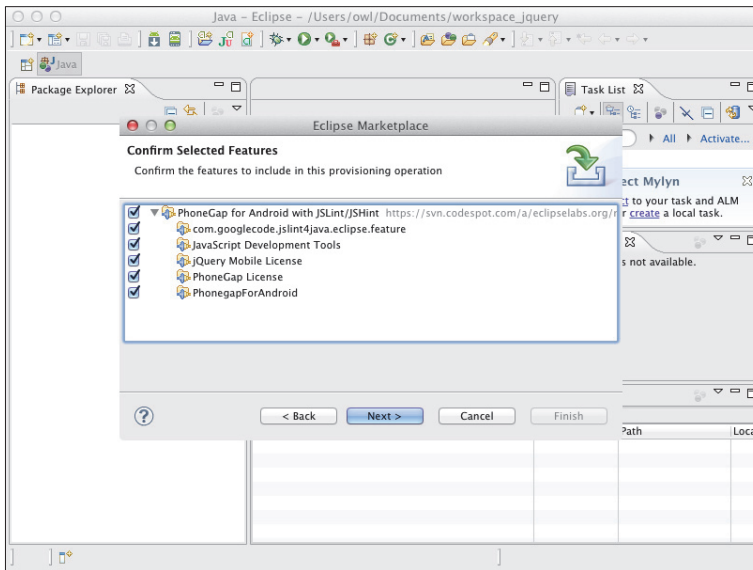 Java – Eclipse – /Users/owl/Documents/workspace_jquery
Java
Package Explorer
Task List
Eclipse Marketplace
All
Activate...
Confirm Selected Features
Confirm the features to include in this provisioning operation
ect Mylyn
to your task and ALM
r create a local task.
PhoneGap for Android with JSLint/JSHint https://svn.codespot.com/a/eclipselabs.org/
com.googlecode.jslint4java.eclipse.feature
JavaScript Development Tools
jQuery Mobile License
PhoneGap License
PhonegapForAndroid
s not available.
?
< Back
Next >
Cancel
Finish
Path
Loca